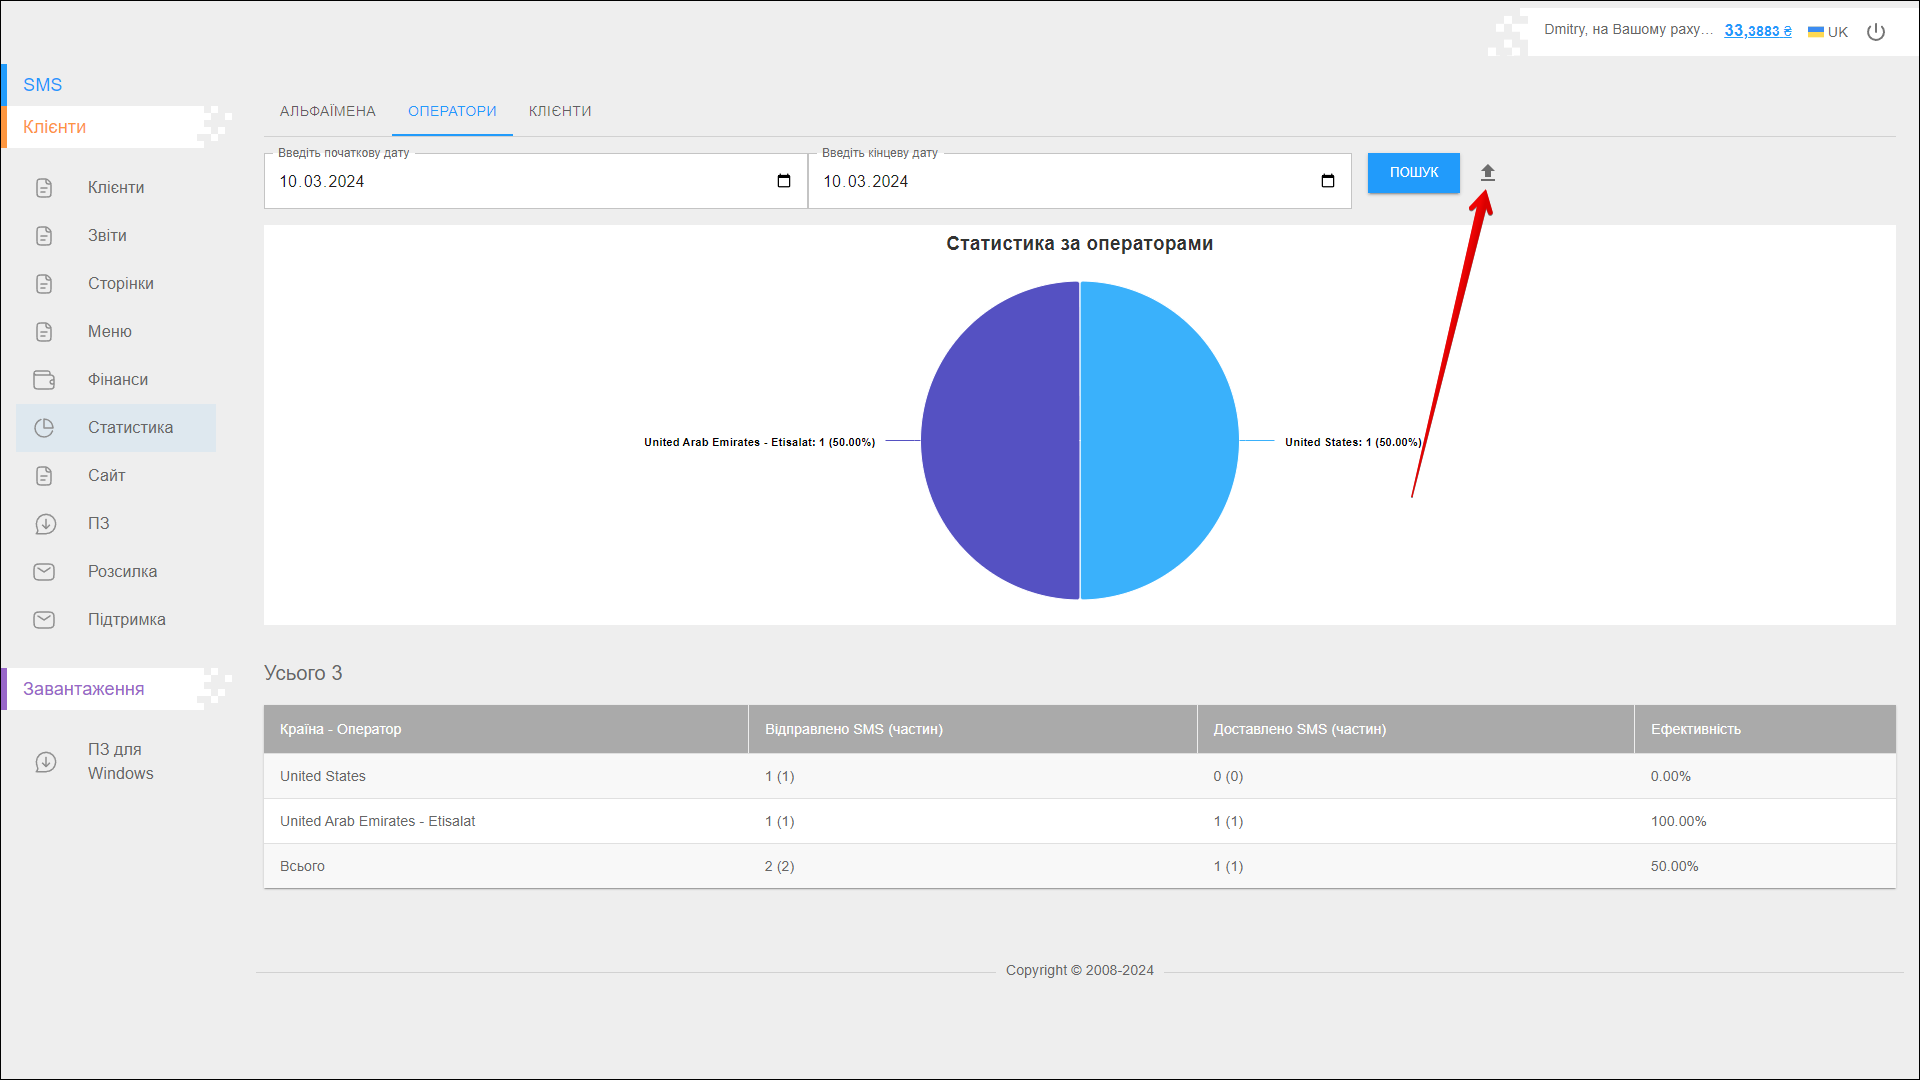 Dmitry, на Вашому раху... 33,3883 ₴ UK
SMS
Клієнти
Клієнти
Звіти
Сторінки
Меню
Фінанси
Статистика
Сайт
ПЗ
Розсилка
Підтримка
Завантаження
ПЗ для
Windows
АЛЬФАІМЕНА ОПЕРАТОРИ КЛІЄНТИ
Введіть початкову дату
10.03.2024
Введіть кінцеву дату
10.03.2024
ПОШУК
Статистика за операторами
United Arab Emirates - Etisalat: 1 (50.00%)
United States: 1 (50.00%)
Усього 3
Країна - Оператор Відправлено SMS (частин) Доставлено SMS (частин) Ефективність
United States 1 (1) 0 (0) 0.00%
United Arab Emirates - Etisalat 1 (1) 1 (1) 100.00%
Всього 2 (2) 1 (1) 50.00%
Copyright © 2008-2024